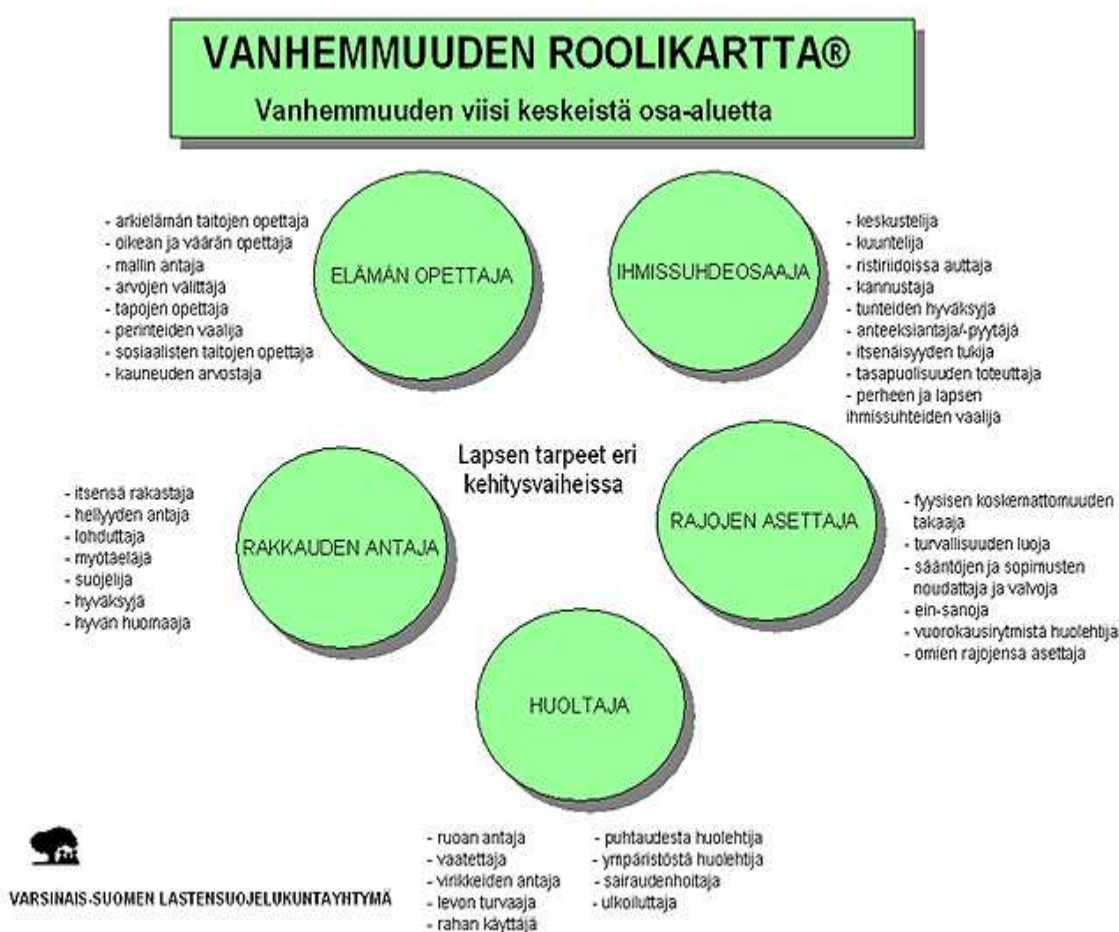 VANHEMMUUDEN ROOLIKARTTA®
Vanhemmuuden viisi keskeistä osa-aluetta
- arkielämän taitojen opettaja
- oikean ja väärän opettaja
- mallin antaja
- arvojen välittäjä
- tapojen opettaja
- perinteiden vaalija
- sosiaalisten taitojen opettaja
- kauneuden arvostaja
ELÄMÄN OPETTAJA
IHMISSUHDEOSAAJA
- keskustelija
- kuuntelija
- ristiriidoissa auttaja
- kannustaja
- tunteiden hyväksyjä
- anteeksiantaja/-pyytäjä
- itsenäisyyden tukija
- tasapuolisuuden toteuttaja
- perheen ja lapsen
ihmissuhteiden vaalija
Lapsen tarpeet eri
kehitysvaiheissa
- itsensä rakastaja
- hellyyden antaja
- lohduttaja
- myötäeläjä
- suojelija
- hyväksyjä
- hyvän huomaaja
RAKKAUDEN ANTAJA
RAJOJEN ASETTAJA
- fyysisen koskemattomuuden
takaaja
- turvallisuuden luoja
- sääntöjen ja sopimusten
noudattaja ja valvoja
- ein-sanoja
- vuorokausirytmistä huolehtija
- omien rajojensa asettaja
HUOLTAJA
- ruoan antaja
- vaatettaja
- virikkeiden antaja
- levon turvaaja
- rahan käyttäjä
- puhtaudesta huolehtija
- ympäristöstä huolehtija
- sairaudenhoitaja
- ulkoiluttaja
VARSINAIS-SUOMEN LASTENSUOJELUKUNTAYHTYMÄ